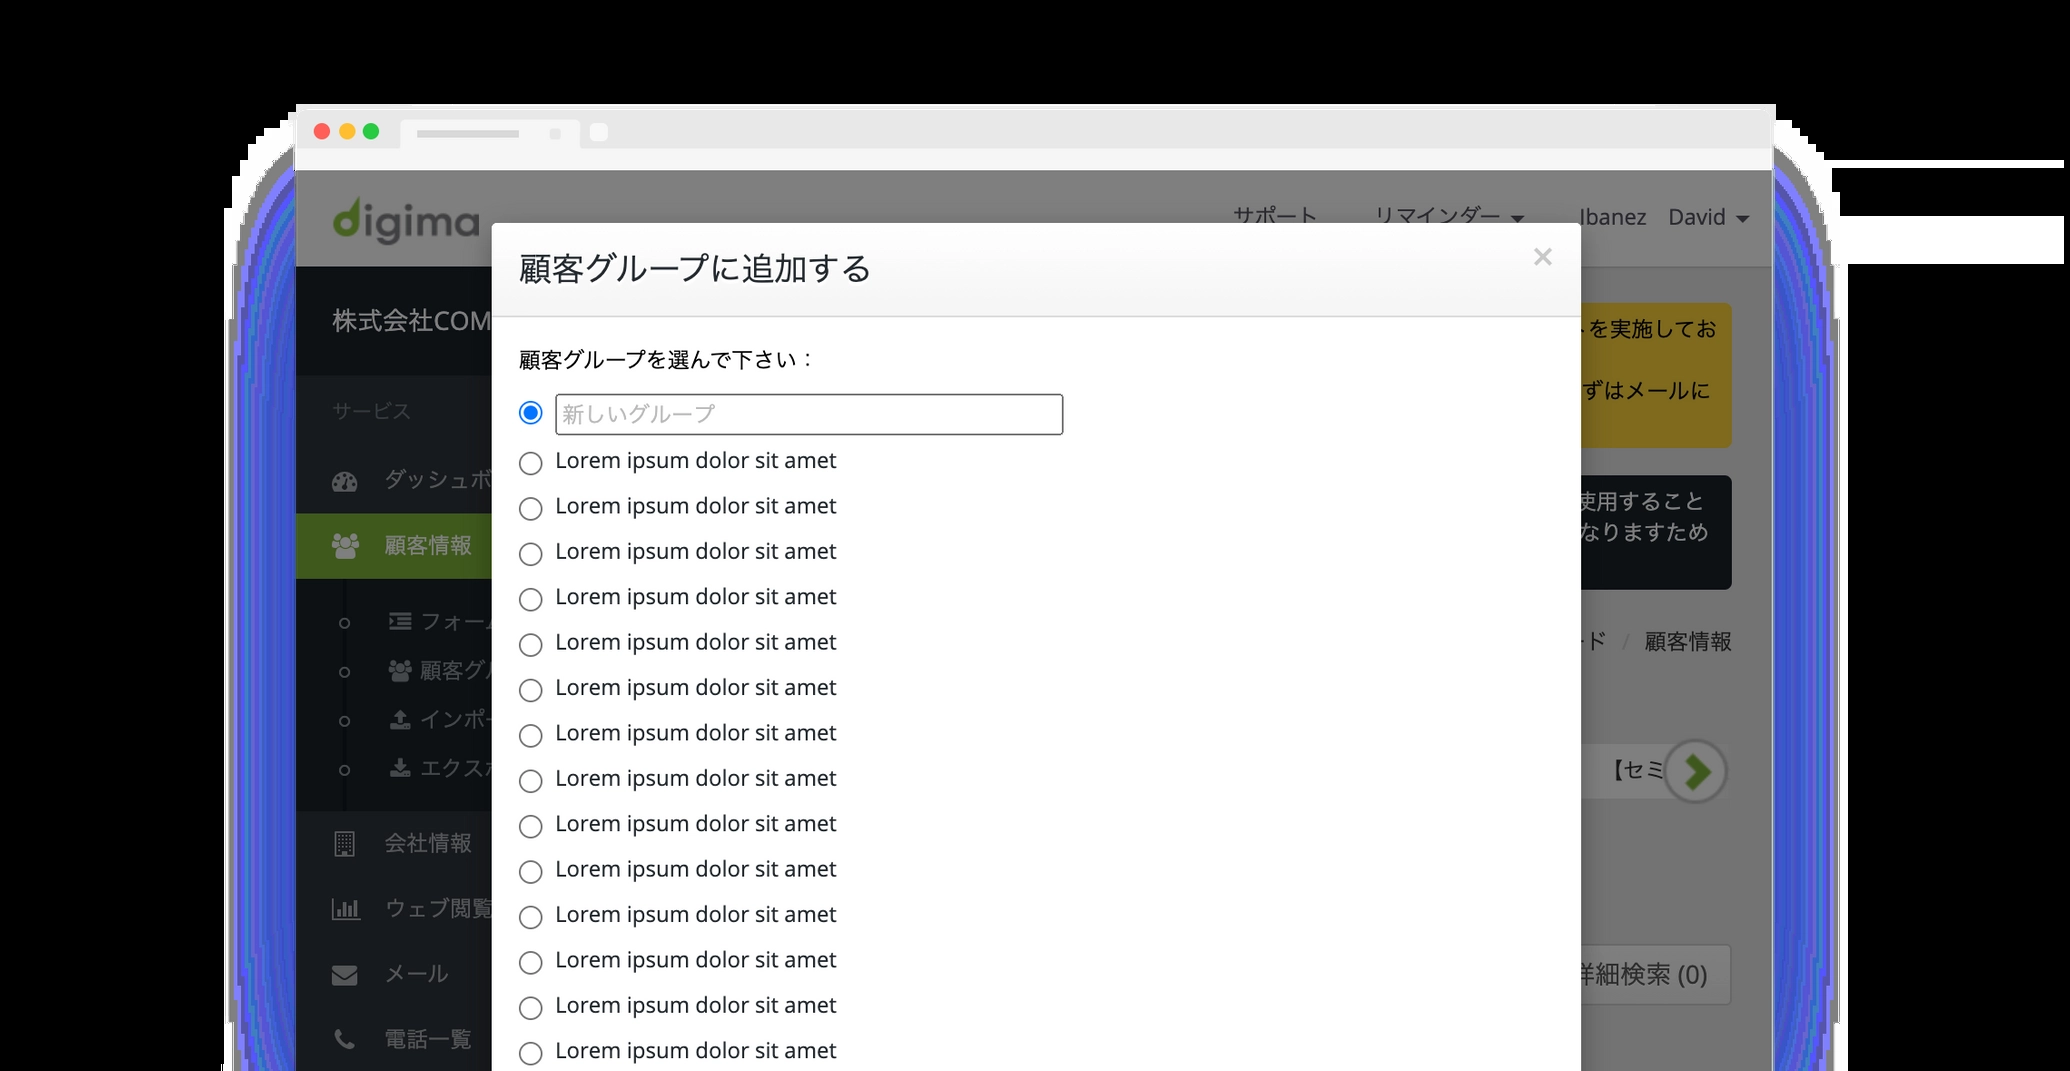 digima
サポート
リマインダー
Ibanez David
株式会社COM
サービス
ダッシュボ
顧客情報
フォーム
顧客グル
インポー
エクスポ
会社情報
ウェブ閲覧
メール
電話一覧
顧客グループに追加する
×
顧客グループを選んで下さい：
新しいグループ
Lorem ipsum dolor sit amet
Lorem ipsum dolor sit amet
Lorem ipsum dolor sit amet
Lorem ipsum dolor sit amet
Lorem ipsum dolor sit amet
Lorem ipsum dolor sit amet
Lorem ipsum dolor sit amet
Lorem ipsum dolor sit amet
Lorem ipsum dolor sit amet
Lorem ipsum dolor sit amet
Lorem ipsum dolor sit amet
Lorem ipsum dolor sit amet
Lorem ipsum dolor sit amet
Lorem ipsum dolor sit amet
を実施してお
ずはメールに
使用すること
なりますため
ード / 顧客情報
【セミ
詳細検索 (0)